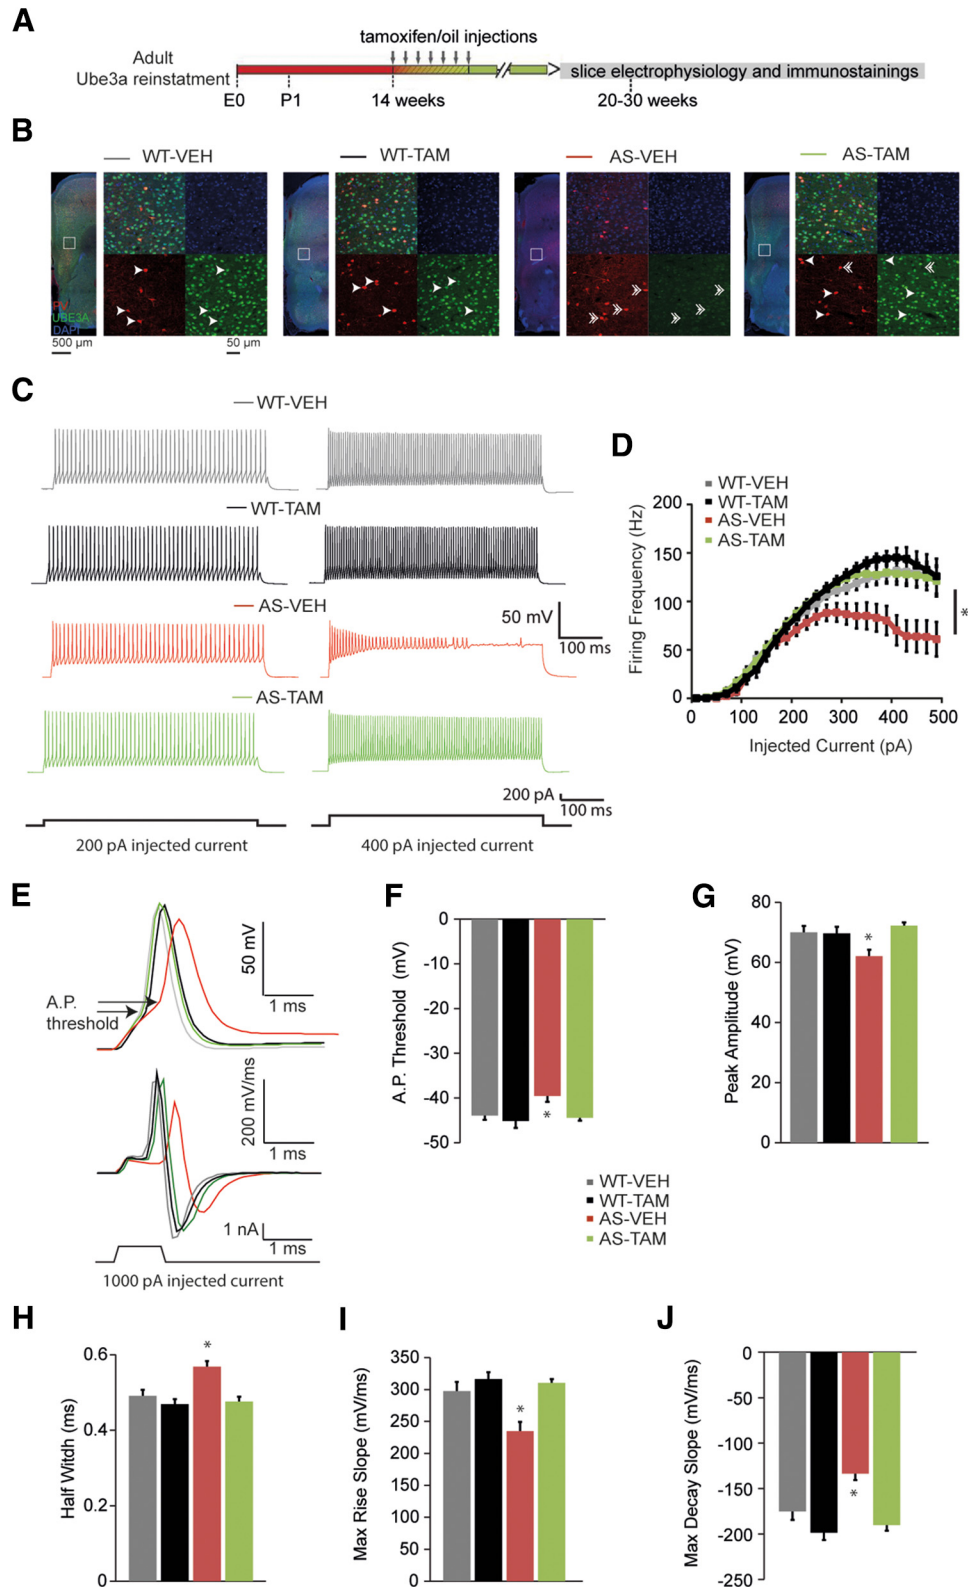 A
tamoxifen/oil injections
Adult
Ube3a reinstatment
slice electrophysiology and immunostainings
E0
P1
14 weeks
20-30 weeks
B
WT-VEH
WT-TAM
AS-VEH
AS-TAM
PV
UBE3A
DAPI
500 µm
50 µm
C
WT-VEH
WT-TAM
AS-VEH
50 mV
100 ms
AS-TAM
200 pA
100 ms
200 pA injected current
400 pA injected current
D
WT-VEH
WT-TAM
AS-VEH
AS-TAM
Firing Frequency (Hz)
200
150
100
50
0
*
0
100
200
300
400
500
Injected Current (pA)
E
50 mV
1 ms
A.P.
threshold
200 mV/ms
1 ms
1 nA
1 ms
1000 pA injected current
F
A.P. Threshold (mV)
0
-10
-20
-30
-40
-50
*
G
Peak Amplitude (mV)
80
60
40
20
0
*
WT-VEH
WT-TAM
AS-VEH
AS-TAM
H
Half Witdh (ms)
0.6
0.4
0.2
0
*
I
Max Rise Slope (mV/ms)
350
300
250
200
150
100
50
0
*
J
Max Decay Slope (mV/ms)
0
-50
-100
-150
-200
-250
*